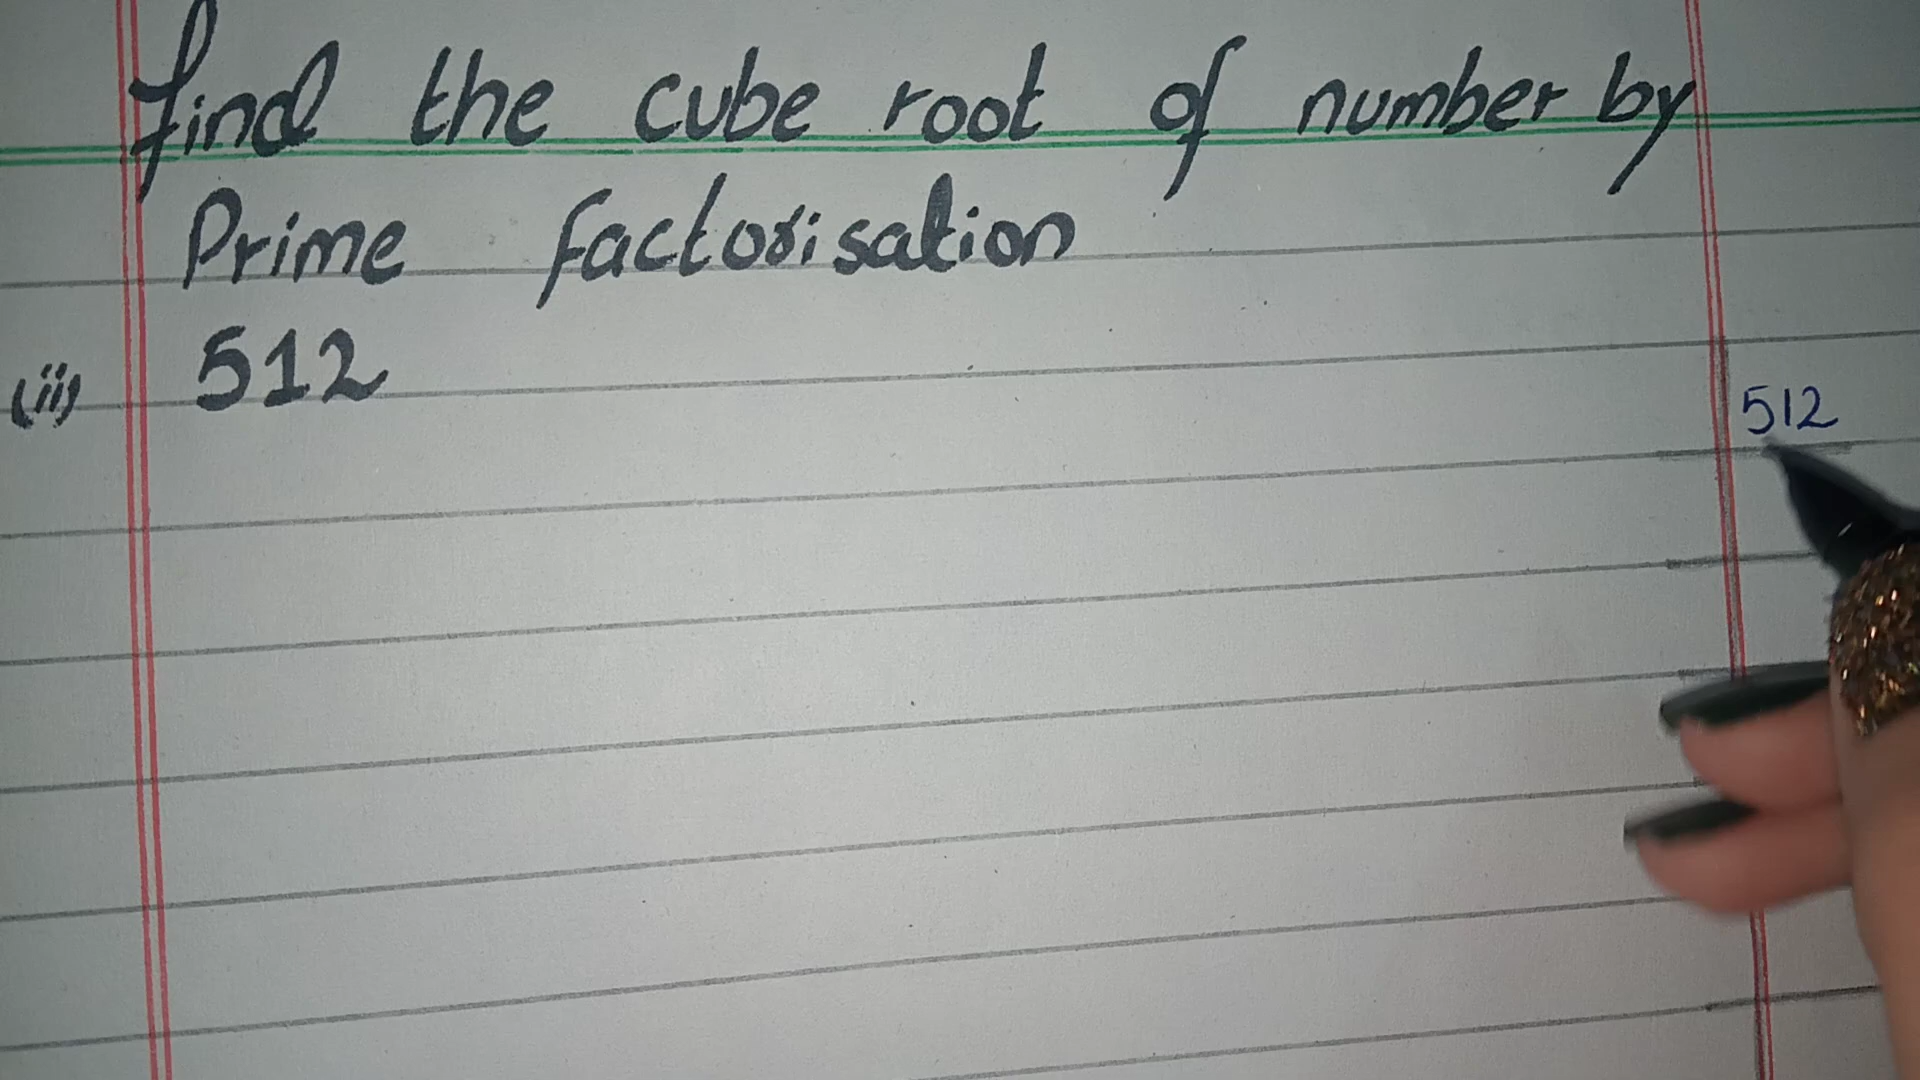 find the cube root of number by
Prime factorisation
(ii) 512
512